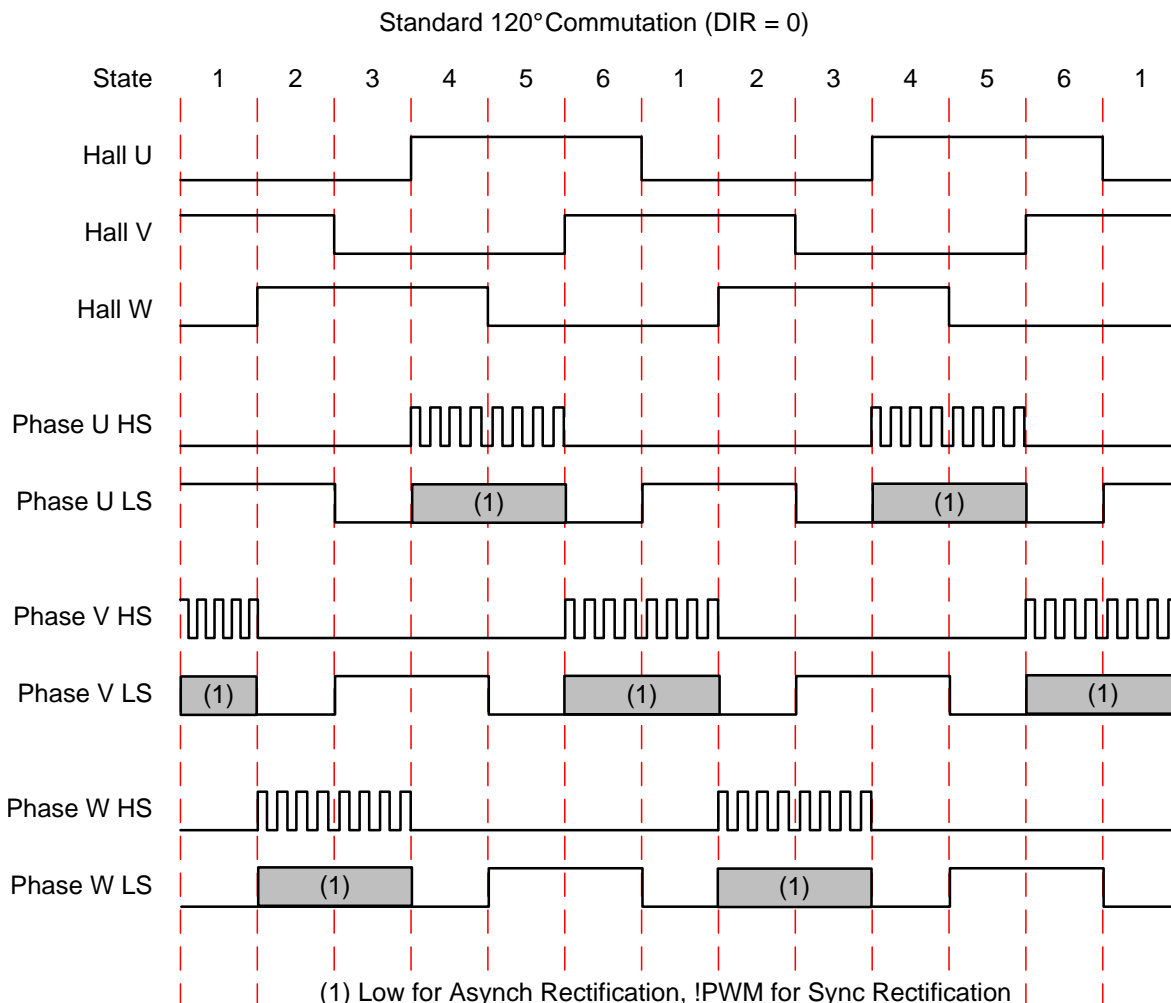 Standard 120°Commutation (DIR = 0)
State 1 2 3 4 5 6 1 2 3 4 5 6 1
Hall U
Hall V
Hall W
Phase U HS
Phase U LS (1) (1)
Phase V HS
Phase V LS (1) (1) (1)
Phase W HS
Phase W LS (1) (1)
(1) Low for Asynch Rectification, !PWM for Sync Rectification